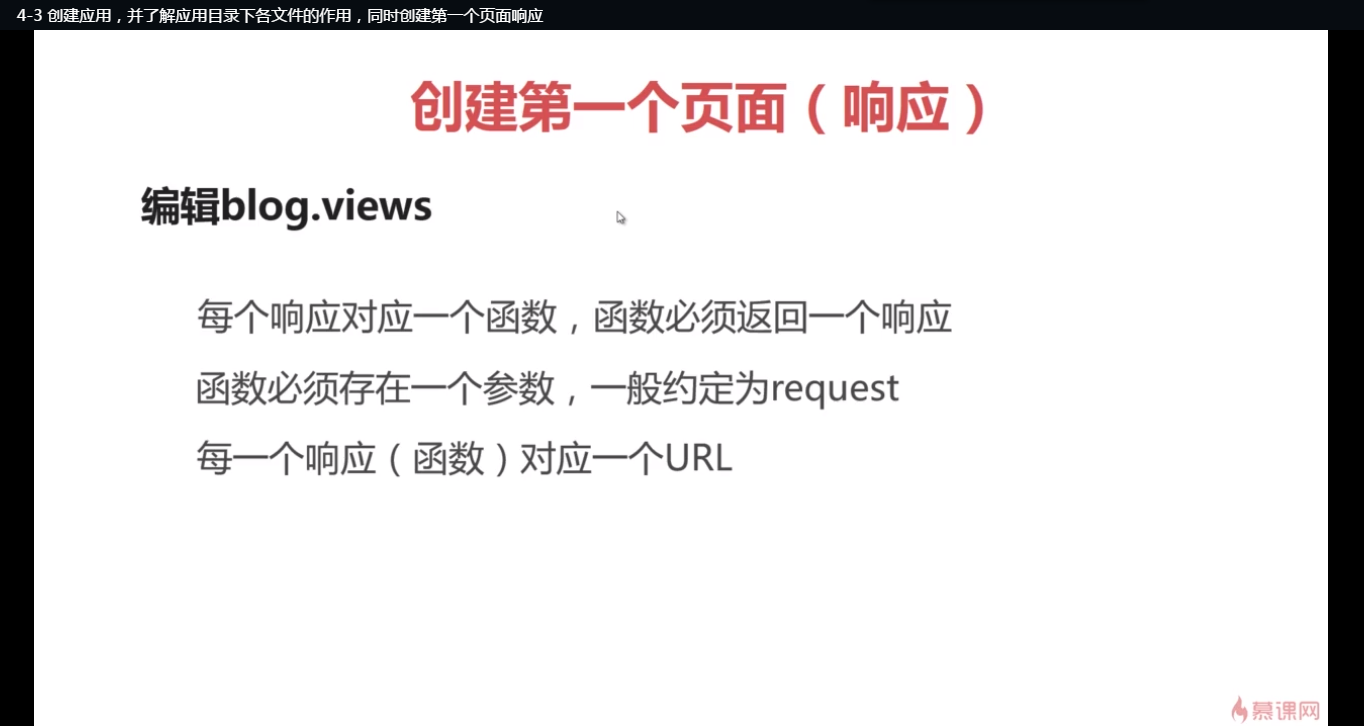 4-3 创建应用，并了解应用目录下各文件的作用，同时创建第一个页面响应
创建第一个页面（响应）
编辑blog.views
每个响应对应一个函数，函数必须返回一个响应
函数必须存在一个参数，一般约定为request
每一个响应（函数）对应一个URL
慕课网